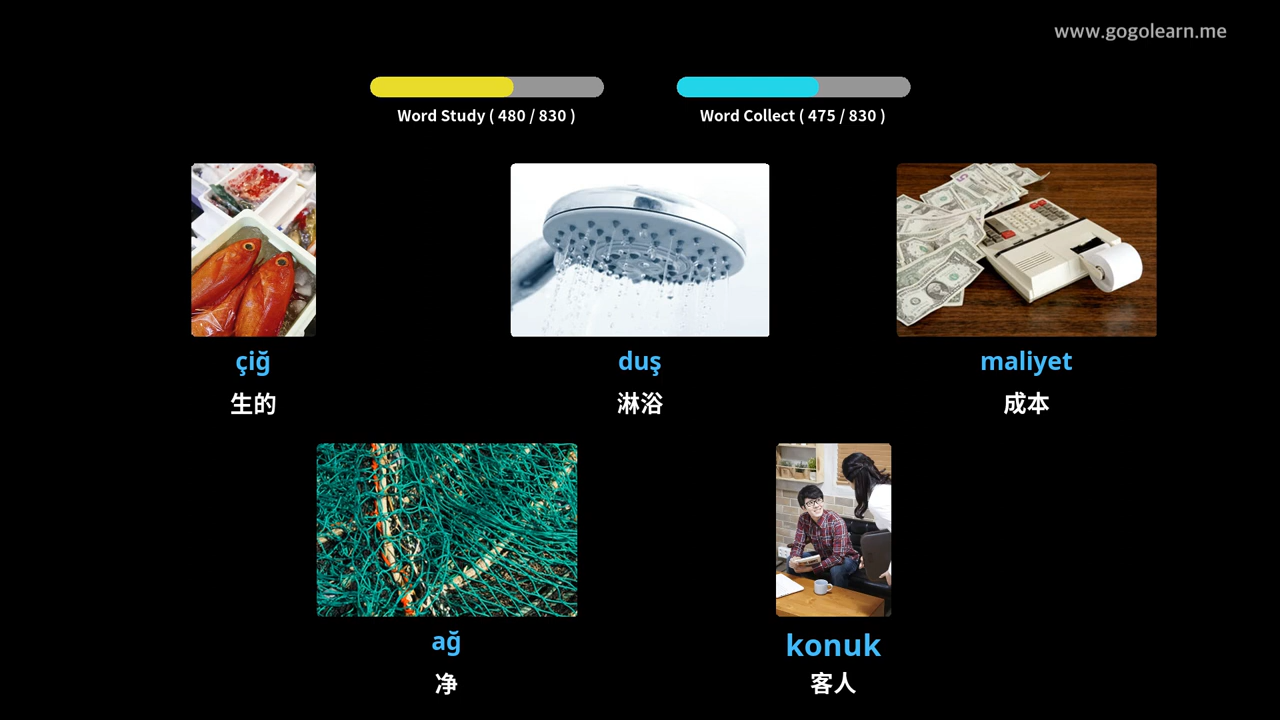 www.gogolearn.me
Word Study ( 480 / 830 )
Word Collect ( 475 / 830 )
çiğ
生的
duş
淋浴
maliyet
成本
ağ
净
konuk
客人